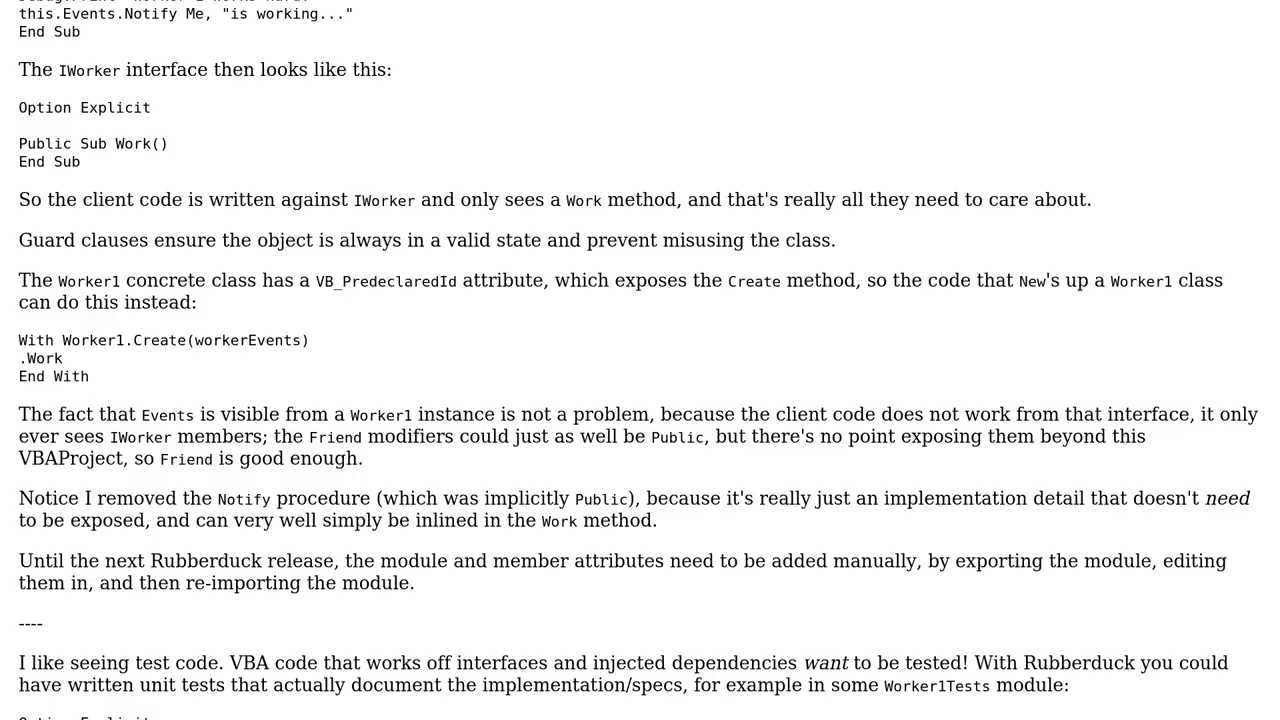 this.Events.Notify Me, "is working..."
End Sub
The IWorker interface then looks like this:
Option Explicit
Public Sub Work()
End Sub
So the client code is written against IWorker and only sees a Work method, and that's really all they need to care about.
Guard clauses ensure the object is always in a valid state and prevent misusing the class.
The Worker1 concrete class has a VB_PredeclaredId attribute, which exposes the Create method, so the code that New's up a Worker1 class
can do this instead:
With Worker1.Create(workerEvents)
.Work
End With
The fact that Events is visible from a Worker1 instance is not a problem, because the client code does not work from that interface, it only
ever sees IWorker members; the Friend modifiers could just as well be Public, but there's no point exposing them beyond this
VBAProject, so Friend is good enough.
Notice I removed the Notify procedure (which was implicitly Public), because it's really just an implementation detail that doesn't need
to be exposed, and can very well simply be inlined in the Work method.
Until the next Rubberduck release, the module and member attributes need to be added manually, by exporting the module, editing
them in, and then re-importing the module.
----
I like seeing test code. VBA code that works off interfaces and injected dependencies want to be tested! With Rubberduck you could
have written unit tests that actually document the implementation/specs, for example in some Worker1Tests module: